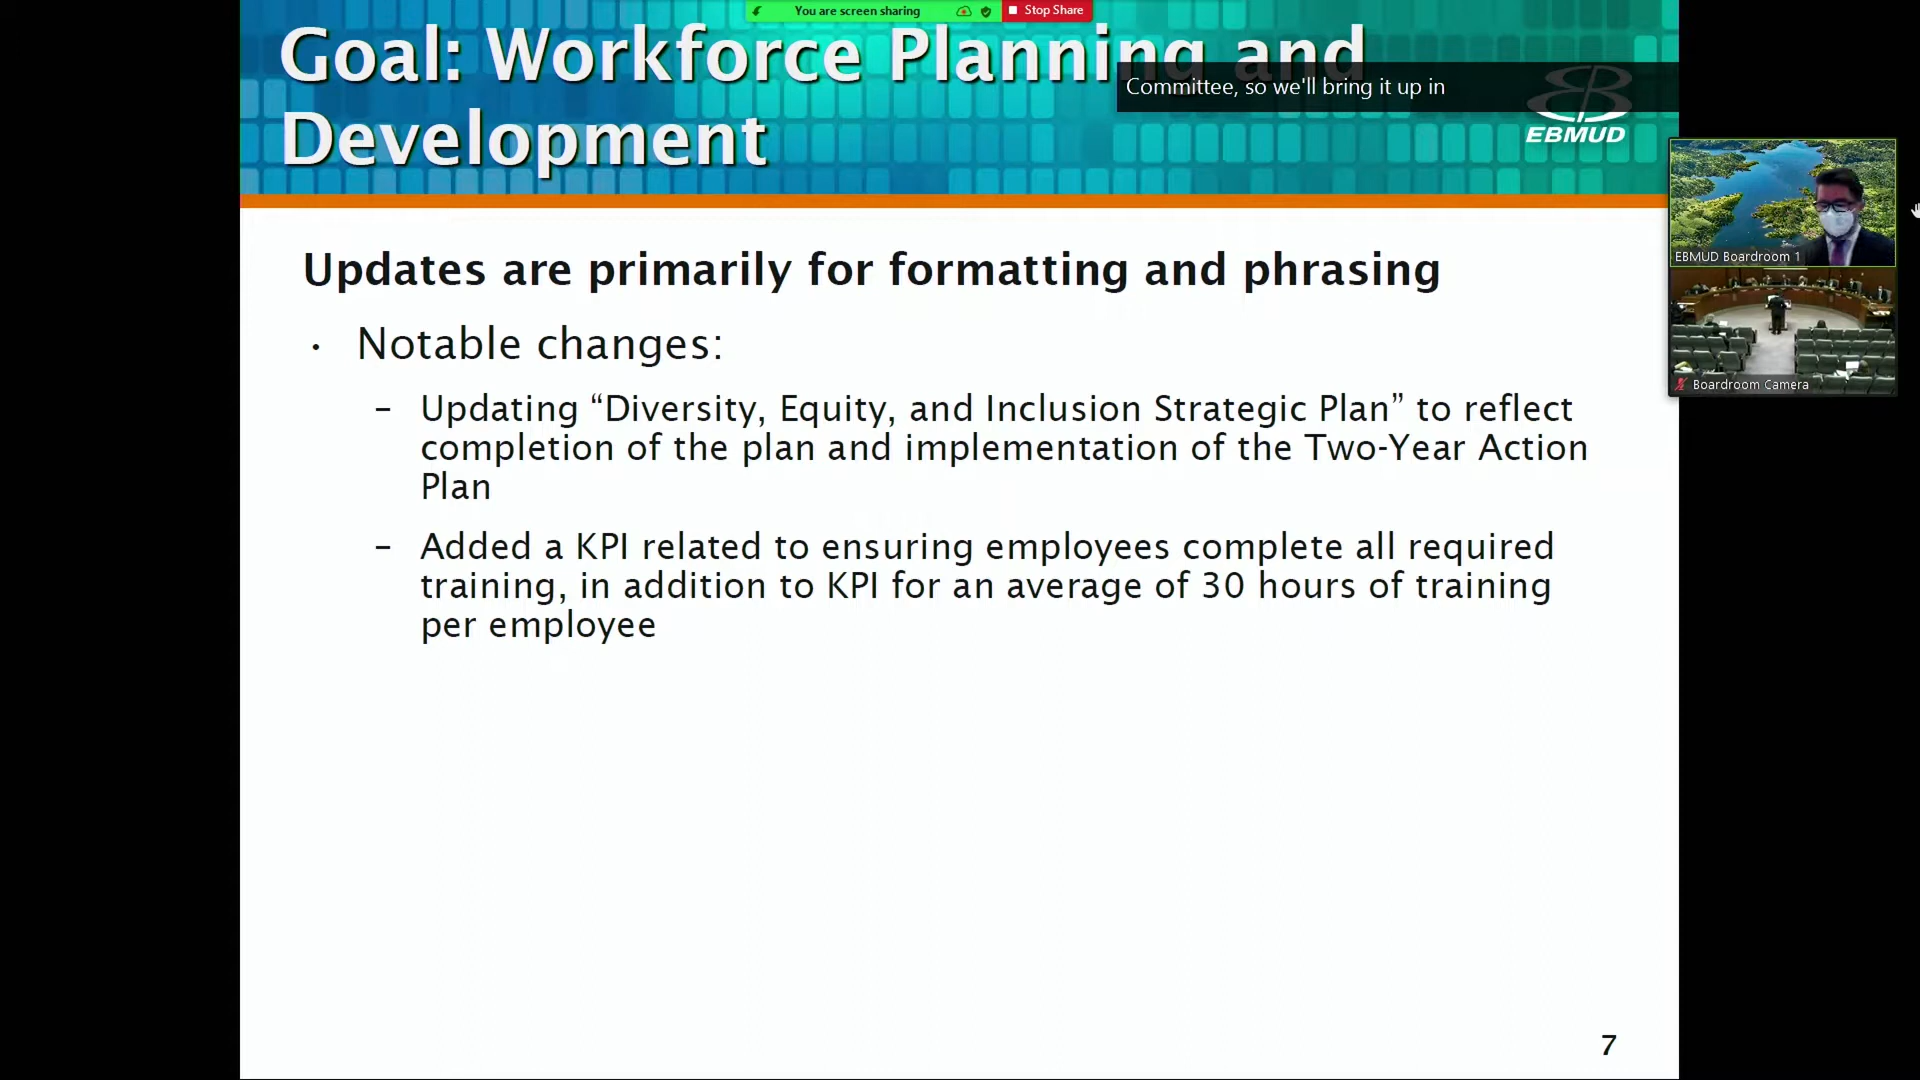 You are screen sharing
Stop Share
Goal: Workforce Planning and
Development
Committee, so we'll bring it up in
EBMUD
EBMUD Boardroom 1
Boardroom Camera
Updates are primarily for formatting and phrasing
· Notable changes:
– Updating “Diversity, Equity, and Inclusion Strategic Plan” to reflect
completion of the plan and implementation of the Two-Year Action
Plan
– Added a KPI related to ensuring employees complete all required
training, in addition to KPI for an average of 30 hours of training
per employee
7